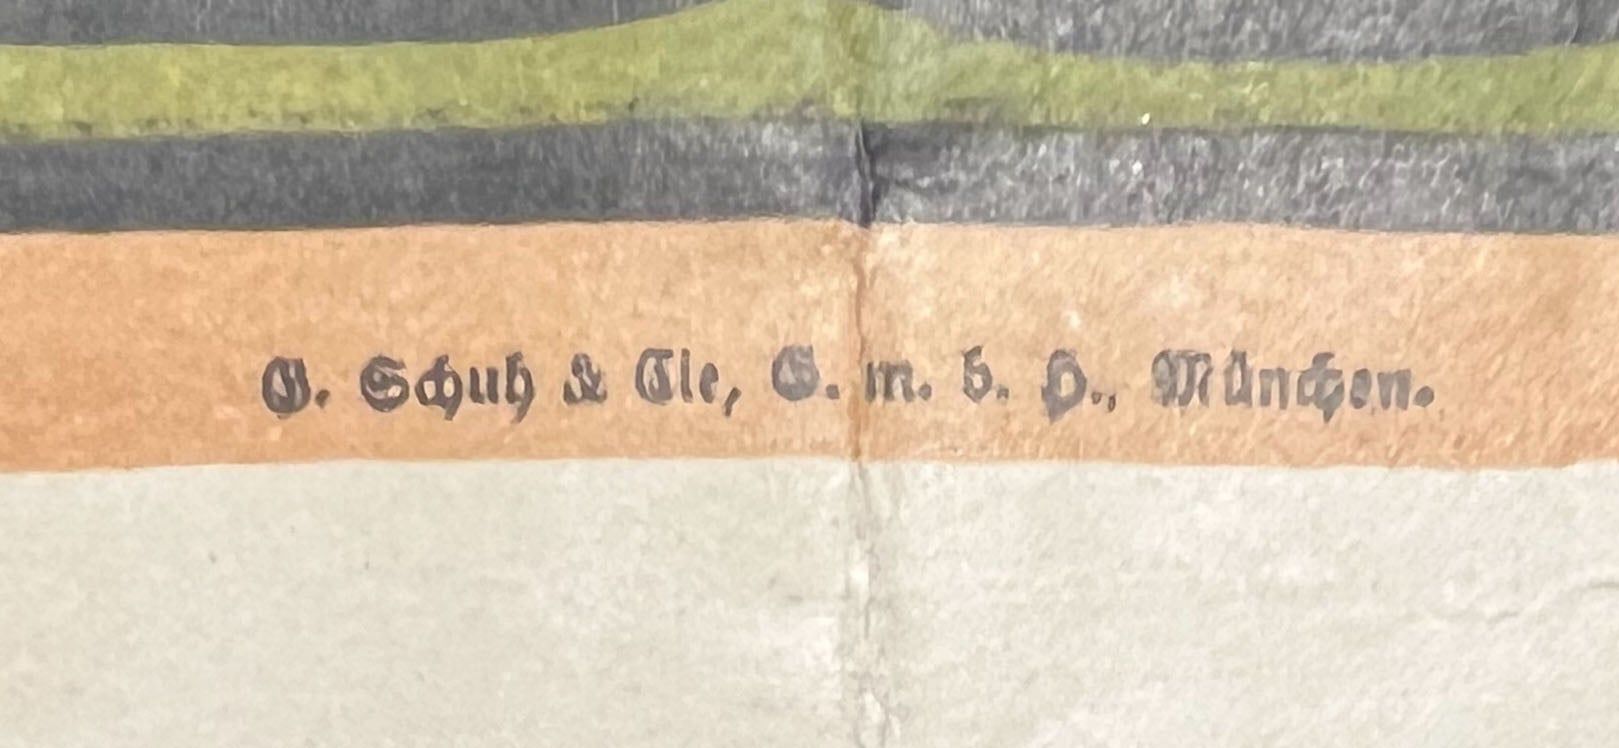 G. Schuh & Cie, G. m. b. H., München.